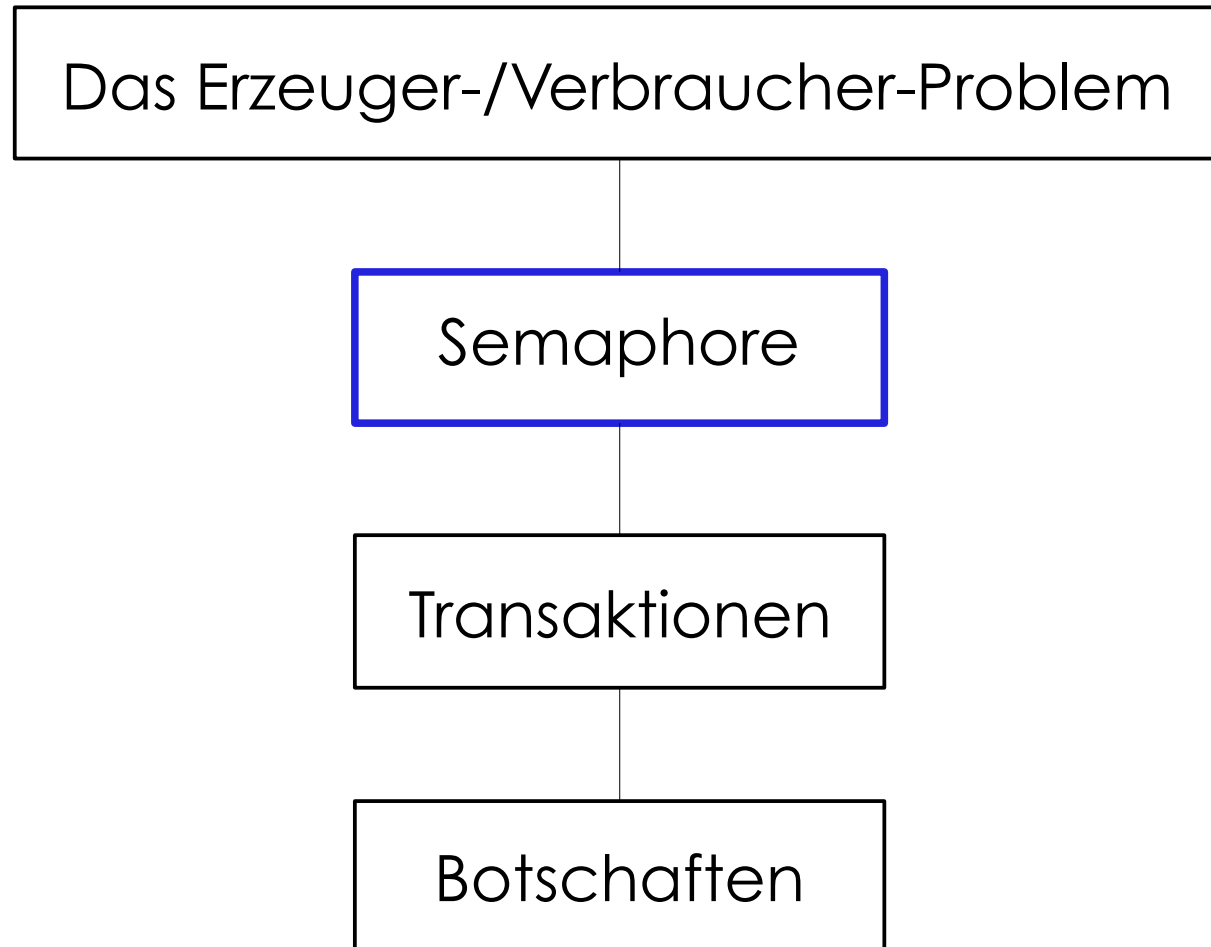 Das Erzeuger-/Verbraucher-Problem
Semaphore
Transaktionen
Botschaften